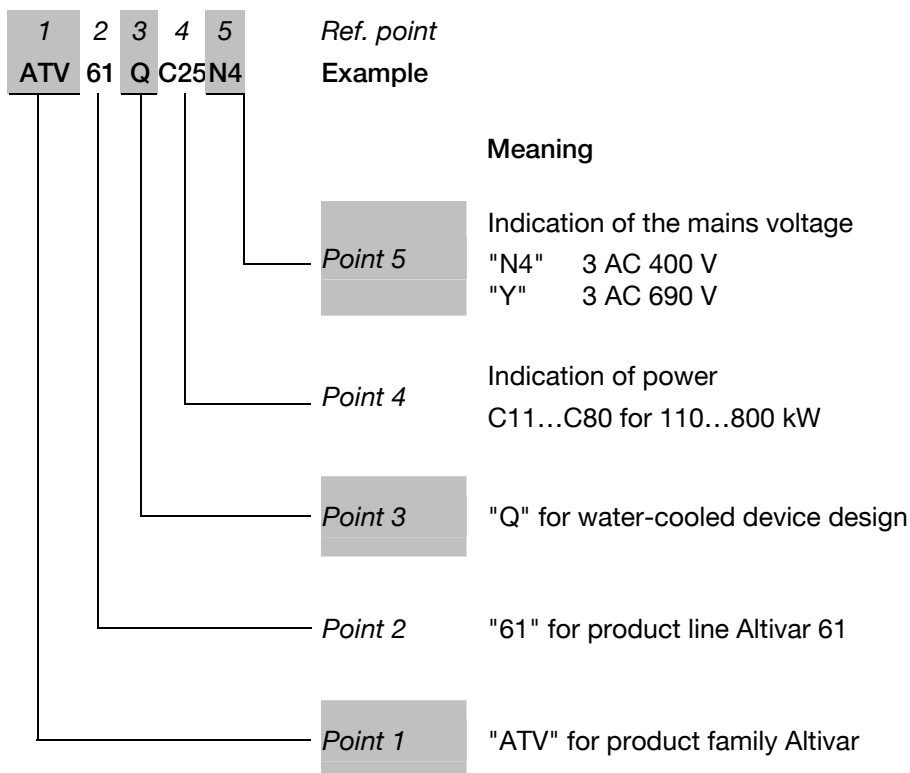 1 2 3 4 5 Ref. point
ATV 61 Q C25 N4 Example
Meaning
Indication of the mains voltage
Point 5 "N4" 3 AC 400 V
"Y" 3 AC 690 V
Indication of power
Point 4
C11…C80 for 110…800 kW
Point 3 "Q" for water-cooled device design
Point 2 "61" for product line Altivar 61
Point 1 "ATV" for product family Altivar